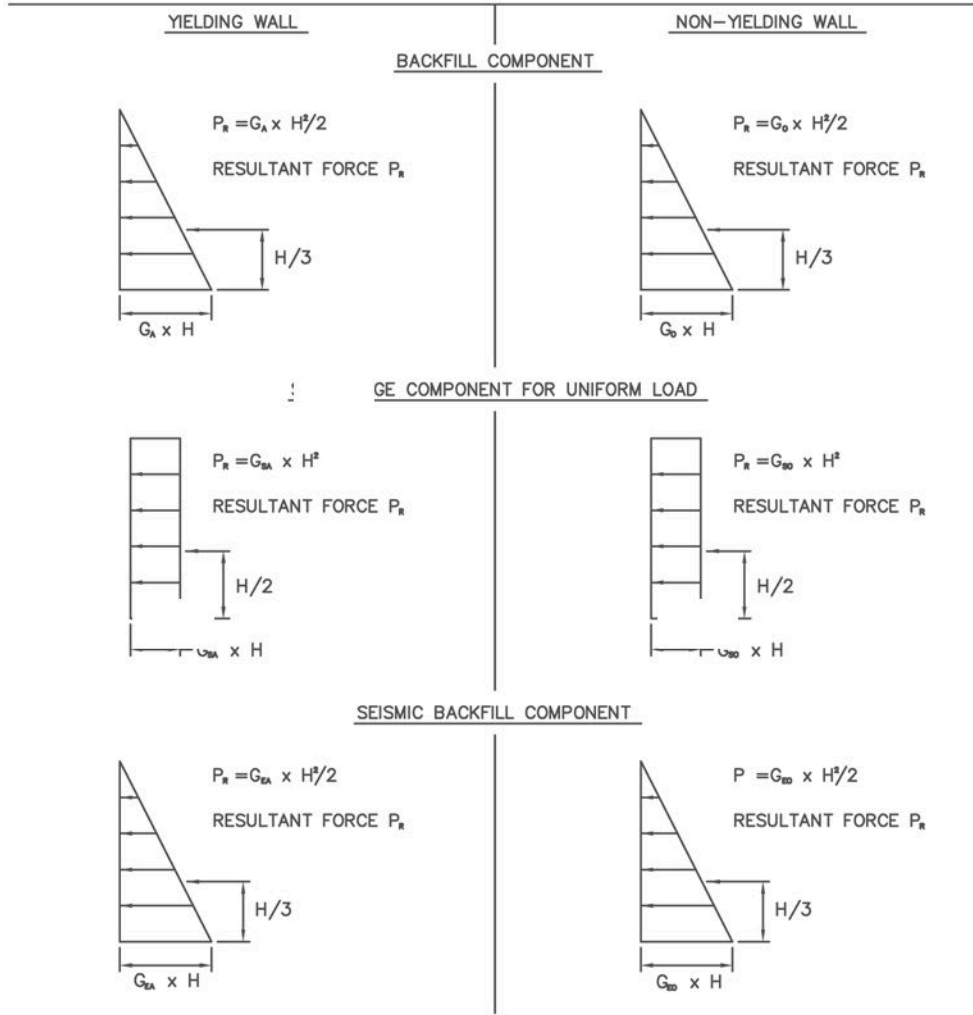 YIELDING WALL
NON-YIELDING WALL
BACKFILL COMPONENT
P_R = G_A x H²/2
RESULTANT FORCE P_R
H/3
G_A x H
P_R = G_O x H²/2
RESULTANT FORCE P_R
H/3
G_O x H
GE COMPONENT FOR UNIFORM LOAD
P_R = G_SA x H²
RESULTANT FORCE P_R
H/2
G_SA x H
P_R = G_SO x H²
RESULTANT FORCE P_R
H/2
G_SO x H
SEISMIC BACKFILL COMPONENT
P_R = G_EA x H²/2
RESULTANT FORCE P_R
H/3
G_EA x H
P = G_EO x H²/2
RESULTANT FORCE P_R
H/3
G_EO x H